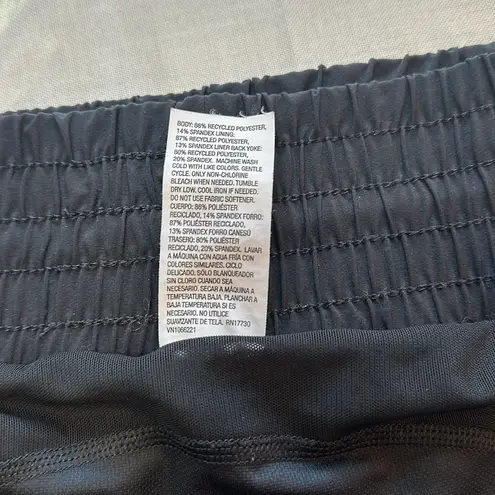 BODY: 86% RECYCLED POLYESTER,
14% SPANDEX LINING:
87% RECYCLED POLYESTER,
13% SPANDEX LINER BACK YOKE:
80% RECYCLED POLYESTER,
20% SPANDEX. MACHINE WASH
COLD WITH LIKE COLORS. GENTLE
CYCLE. ONLY NON-CHLORINE
BLEACH WHEN NEEDED. TUMBLE
DRY LOW. COOL IRON IF NEEDED.
DO NOT USE FABRIC SOFTENER.
CUERPO: 86% POLIÉSTER
RECICLADO, 14% SPANDEX FORRO:
87% POLIÉSTER RECICLADO,
13% SPANDEX FORRO CANESÚ
TRASERO: 80% POLIÉSTER
RECICLADO, 20% SPANDEX. LAVAR
A MÁQUINA CON AGUA FRÍA CON
COLORES SIMILARES. CICLO
DELICADO. SÓLO BLANQUEADOR
SIN CLORO CUANDO SEA
NECESARIO. SECAR A MÁQUINA A
TEMPERATURA BAJA. PLANCHAR A
BAJA TEMPERATURA SI ES
NECESARIO. NO UTILICE
SUAVIZANTE DE TELA. RN17730
VN1066221